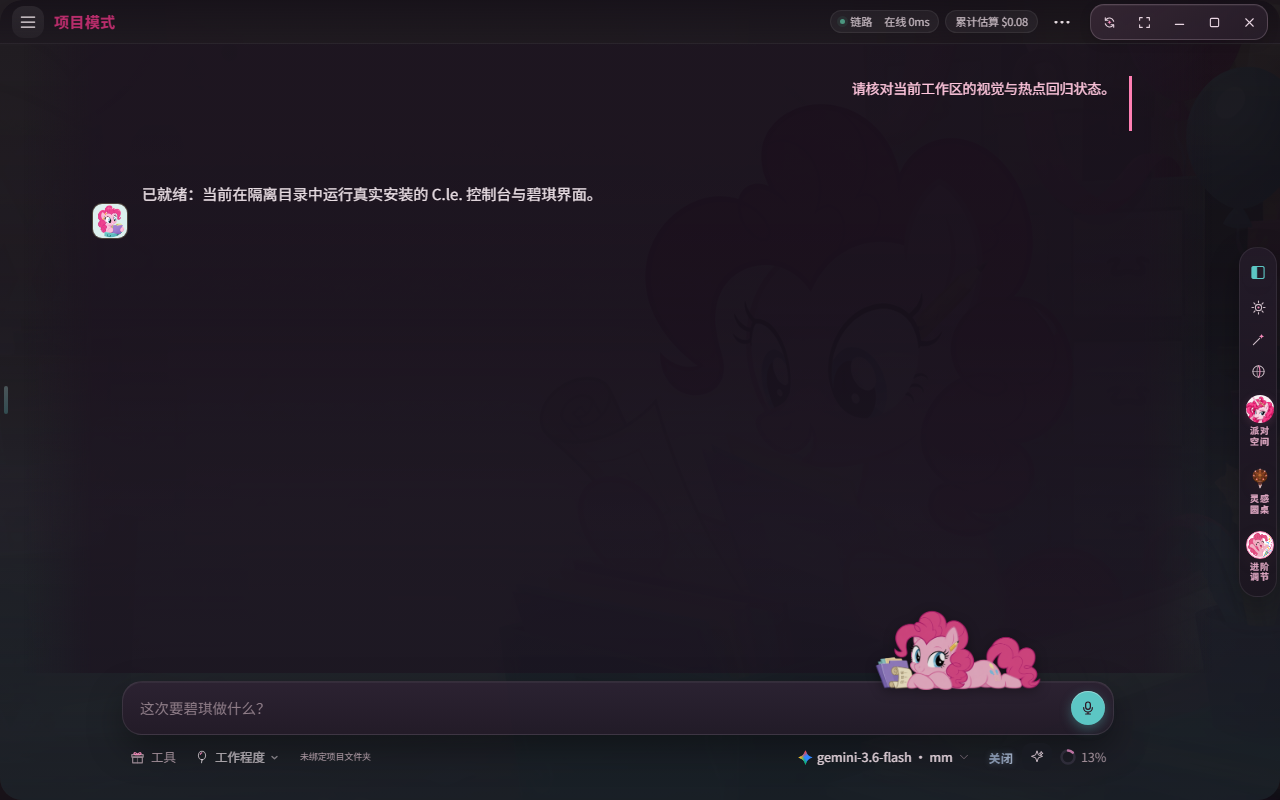 项目模式
链路 在线 0ms
累计估算 $0.08
请核对当前工作区的视觉与热点回归状态。
已就绪：当前在隔离目录中运行真实安装的 C.le. 控制台与碧琪界面。
派对
空间
灵感
圆桌
进阶
调节
这次要碧琪做什么？
工具
工作程度
未绑定项目文件夹
gemini-3.6-flash • mm
关闭
13%